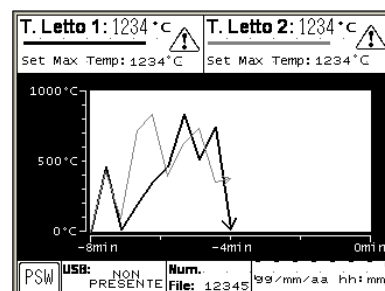 T. Letto 1: 1234 °C
T. Letto 2: 1234 °C
Set Max Temp: 1234°C
Set Max Temp: 1234°C
1000°C
500°C
0°C
-8min
-4min
0min
PSW
USB: NON PRESENTE
Num. File: 12345
gg/mm/aa hh:mm